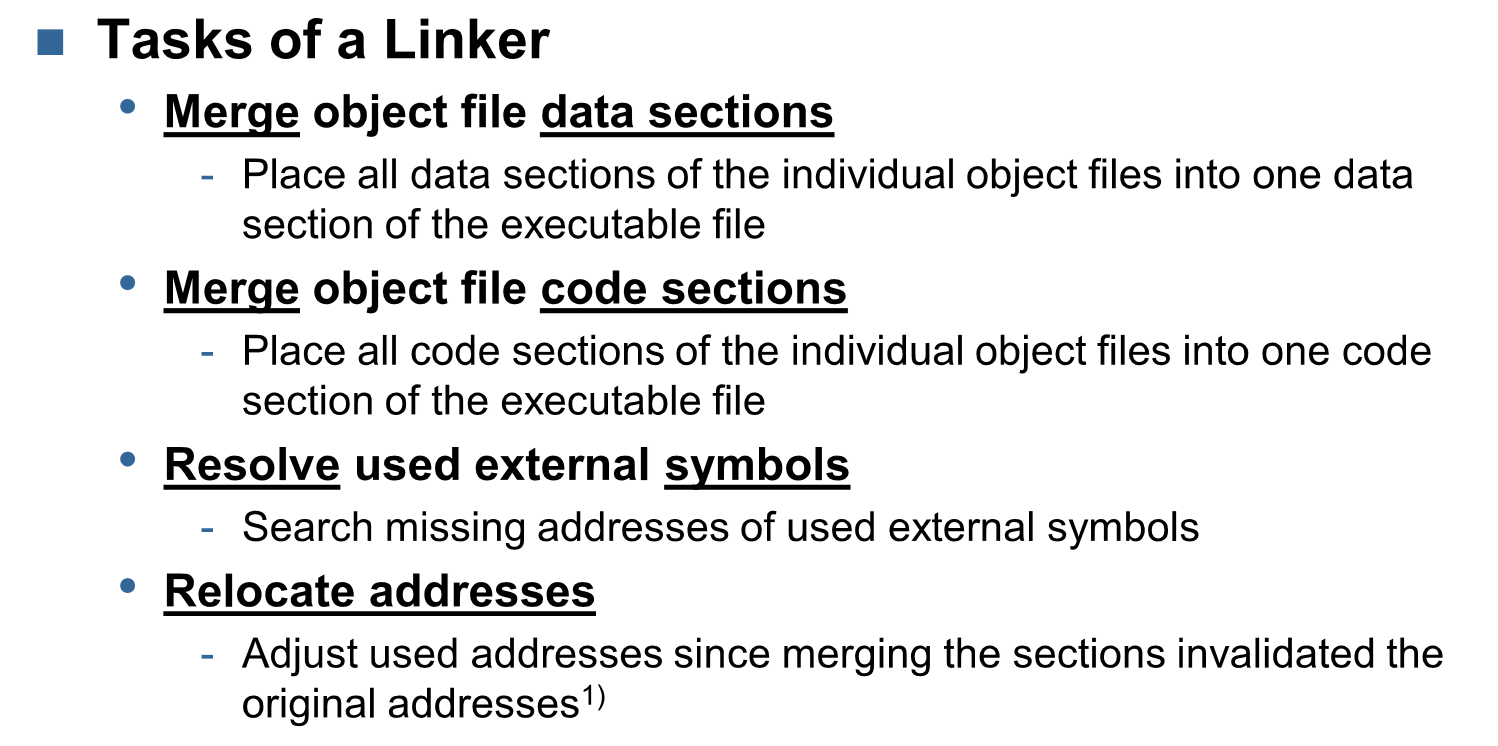 ■ Tasks of a Linker
• Merge object file data sections
- Place all data sections of the individual object files into one data
section of the executable file
• Merge object file code sections
- Place all code sections of the individual object files into one code
section of the executable file
• Resolve used external symbols
- Search missing addresses of used external symbols
• Relocate addresses
- Adjust used addresses since merging the sections invalidated the
original addresses1)